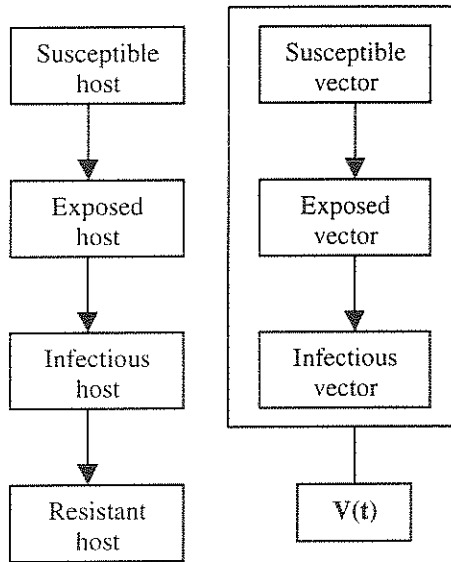 Susceptible
host
Exposed
host
Infectious
host
Resistant
host
Susceptible
vector
Exposed
vector
Infectious
vector
V(t)